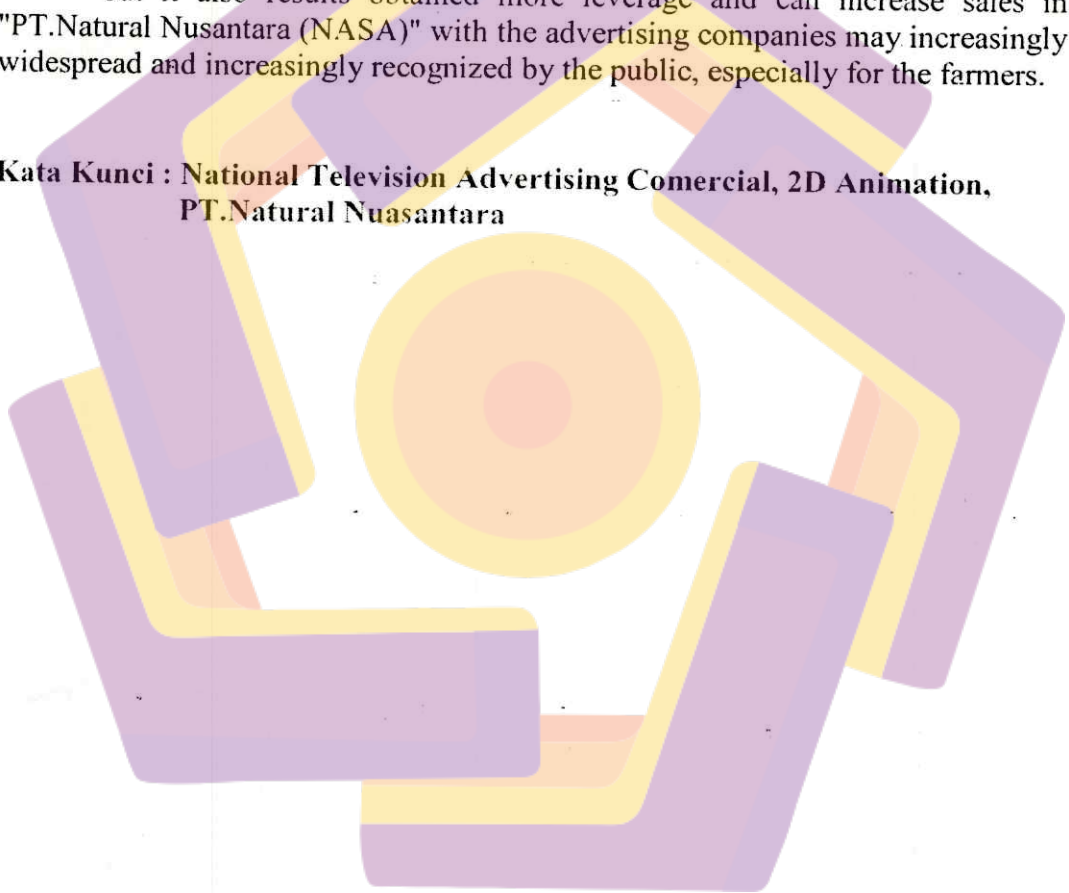 also results obtained more leverage and can increase sales in
"PT.Natural Nusantara (NASA)" with the advertising companies may increasingly
widespread and increasingly recognized by the public, especially for the farmers.
Kata Kunci : National Television Advertising Comercial, 2D Animation,
PT.Natural Nuasantara